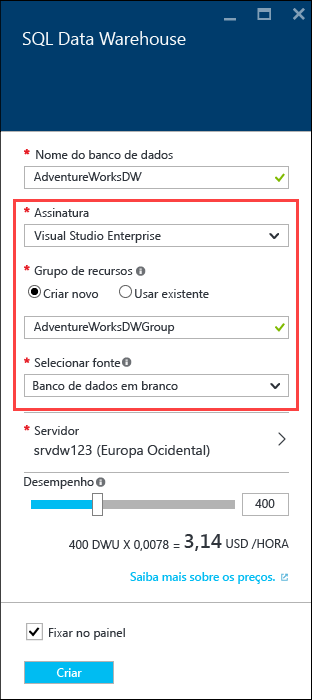 SQL Data Warehouse
* Nome do banco de dados
AdventureWorksDW
* Assinatura
Visual Studio Enterprise
* Grupo de recursos
Criar novo Usar existente
AdventureWorksDWGroup
* Selecionar fonte
Banco de dados em branco
* Servidor
srvdw123 (Europa Ocidental)
Desempenho
400
400 DWU X 0,0078 = 3,14 USD /HORA
Saiba mais sobre os preços.
Fixar no painel
Criar